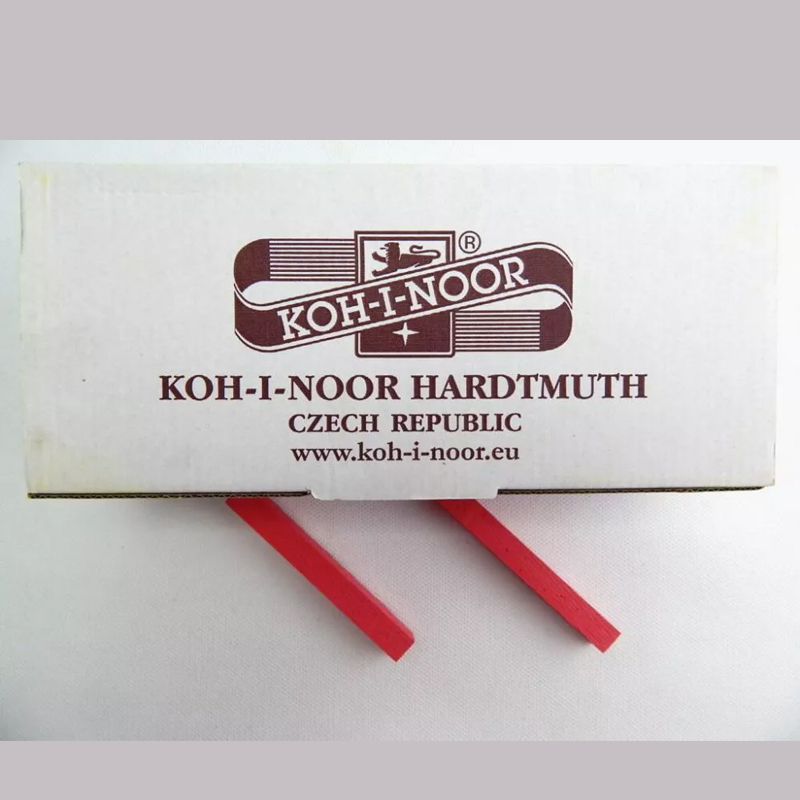 ®
KOH-I-NOOR
KOH-I-NOOR HARDTMUTH
CZECH REPUBLIC
www.koh-i-noor.eu